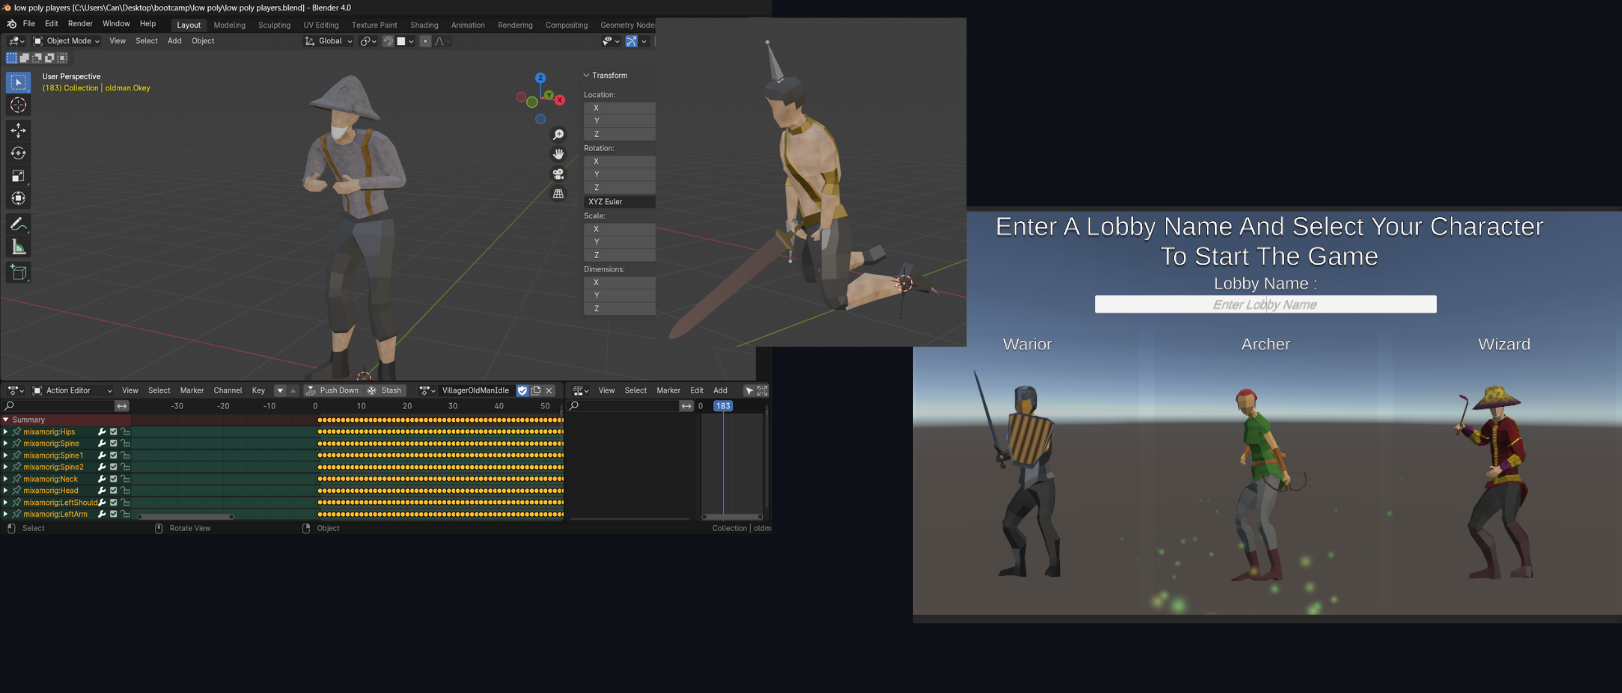 low poly players [C:\Users\Can\Desktop\bootcamp\low poly\low poly players.blend] - Blender 4.0
File Edit Render Window Help Layout Modeling Sculpting UV Editing Texture Paint Shading Animation Rendering Compositing Geometry Node
Object Mode View Select Add Object Global
User Perspective
(183) Collection | oldman.Okey
Z
Y
X
Transform
Location:
X
Y
Z
Rotation:
X
Y
Z
XYZ Euler
Scale:
X
Y
Z
Dimensions:
X
Y
Z
Action Editor View Select Marker Channel Key Push Down Stash VillagerOldManIdle View Select Marker Edit Add
-30 -20 -10 0 10 20 30 40 50 0 183
Summary
mixamorig:Hips
mixamorig:Spine
mixamorig:Spine1
mixamorig:Spine2
mixamorig:Neck
mixamorig:Head
mixamorig:LeftShould
mixamorig:LeftArm
Select Rotate View Object Collection | oldm
Enter A Lobby Name And Select Your Character
To Start The Game
Lobby Name :
Enter Lobby Name
Warior Archer Wizard